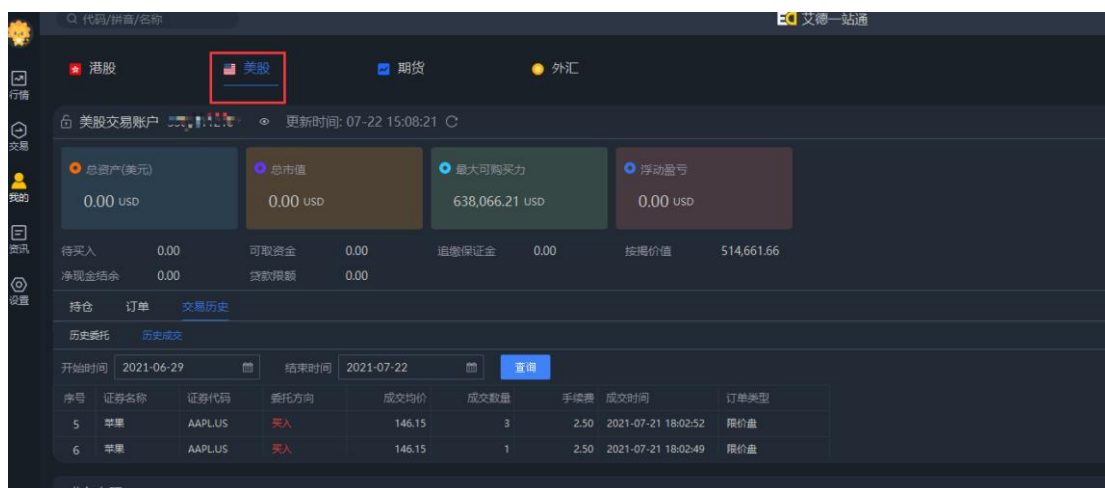 代码/拼音/名称
艾德一站通
港股 美股 期货 外汇
行情
交易
我的
资讯
设置
美股交易账户 更新时间: 07-22 15:08:21
总资产(美元) 总市值 最大可购买力 浮动盈亏
0.00 USD 0.00 USD 638,066.21 USD 0.00 USD
待买入 0.00 可取资金 0.00 追缴保证金 0.00 按揭价值 514,661.66
净现金结余 0.00 贷款限额 0.00
持仓 订单 交易历史
历史委托 历史成交
开始时间 2021-06-29 结束时间 2021-07-22 查询
序号 证券名称 证券代码 委托方向 成交均价 成交数量 手续费 成交时间 订单类型
5 苹果 AAPL.US 买入 146.15 3 2.50 2021-07-21 18:02:52 限价盘
6 苹果 AAPL.US 买入 146.15 1 2.50 2021-07-21 18:02:49 限价盘